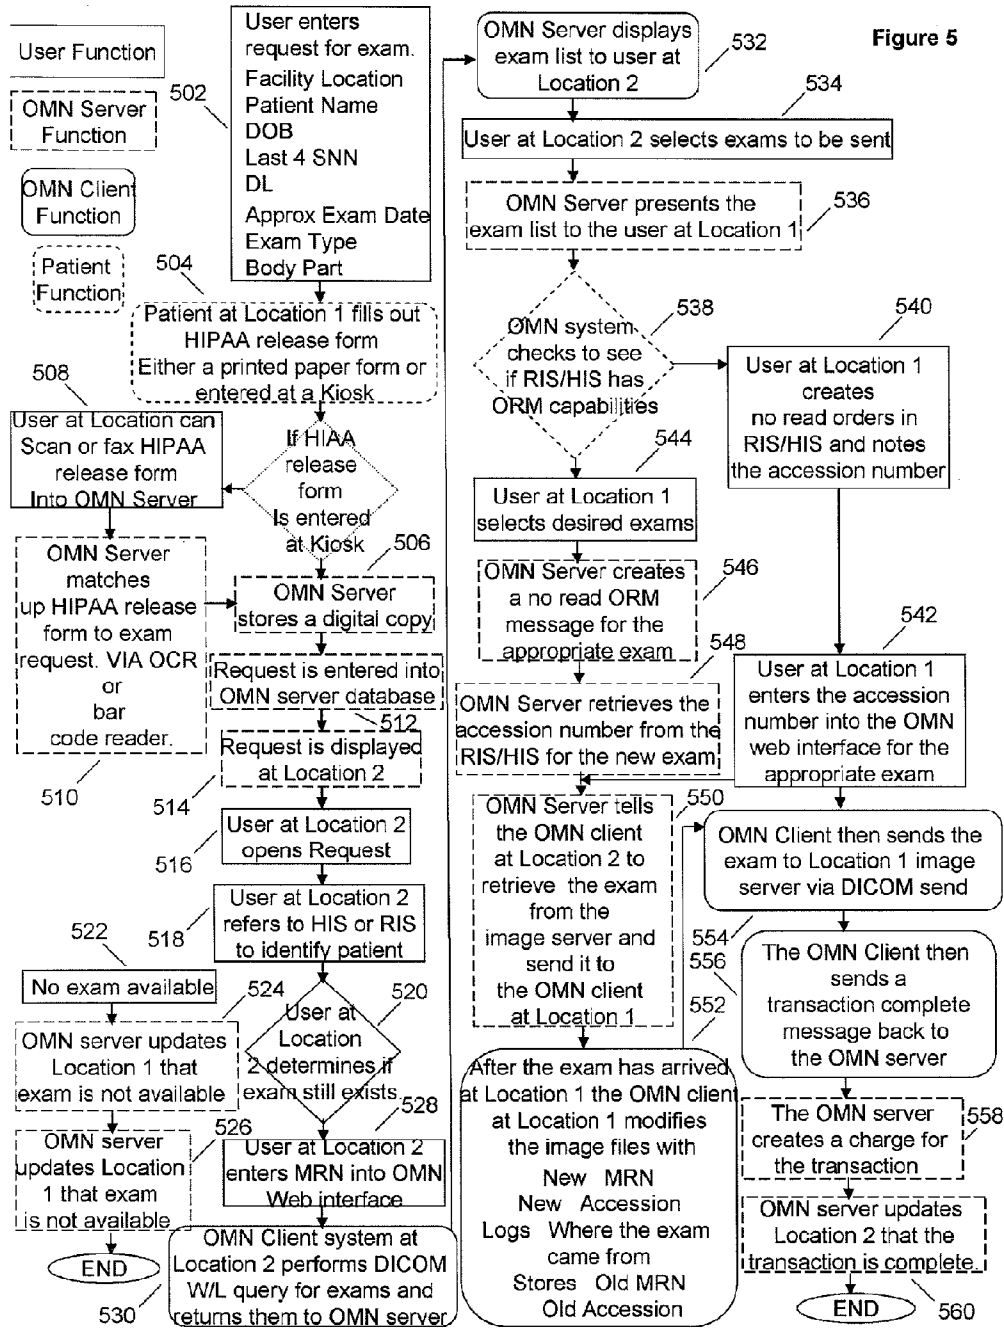 Figure 5
User Function
OMN Server
Function
OMN Client
Function
Patient
Function
502
User enters
request for exam.
Facility Location
Patient Name
DOB
Last 4 SNN
DL
Approx Exam Date
Exam Type
Body Part
504
Patient at Location 1 fills out
HIPAA release form
Either a printed paper form or
entered at a Kiosk
If HIAA
release
form
Is entered
at Kiosk
508
User at Location can
Scan or fax HIPAA
release form
Into OMN Server
OMN Server
matches
up HIPAA release
form to exam
request. VIA OCR
or
bar
code reader.
510
506
OMN Server
stores a digital copy
Request is entered into
OMN server database
512
Request is displayed
at Location 2
514
User at Location 2
opens Request
516
User at Location 2
refers to HIS or RIS
to identify patient
518
520
User at
Location
2 determines if
exam still exists.
522
No exam available
524
OMN server updates
Location 1 that
exam is not available
526
OMN server
updates Location
1 that exam
is not available
END
528
User at Location 2
enters MRN into OMN
Web interface
OMN Client system at
Location 2 performs DICOM
W/L query for exams and
returns them to OMN server
530
OMN Server displays
exam list to user at
Location 2
532
534
User at Location 2 selects exams to be sent
OMN Server presents the
exam list to the user at Location 1
536
OMN system
checks to see
if RIS/HIS has
ORM capabilities
538
540
User at Location 1
creates
no read orders in
RIS/HIS and notes
the accession number
544
User at Location 1
selects desired exams
OMN Server creates
a no read ORM
message for the
appropriate exam
546
548
OMN Server retrieves the
accession number from the
RIS/HIS for the new exam
542
User at Location 1
enters the accession
number into the OMN
web interface for the
appropriate exam
550
OMN Server tells
the OMN client
at Location 2 to
retrieve the exam
from the
image server and
send it to
the OMN client
at Location 1
552
After the exam has arrived
at Location 1 the OMN client
at Location 1 modifies
the image files with
New MRN
New Accession
Logs Where the exam
came from
Stores Old MRN
Old Accession
OMN Client then sends the
exam to Location 1 image
server via DICOM send
554
556
The OMN Client then
sends a
transaction complete
message back to
the OMN server
The OMN server
creates a charge for
the transaction
558
OMN server updates
Location 2 that the
transaction is complete.
END
560